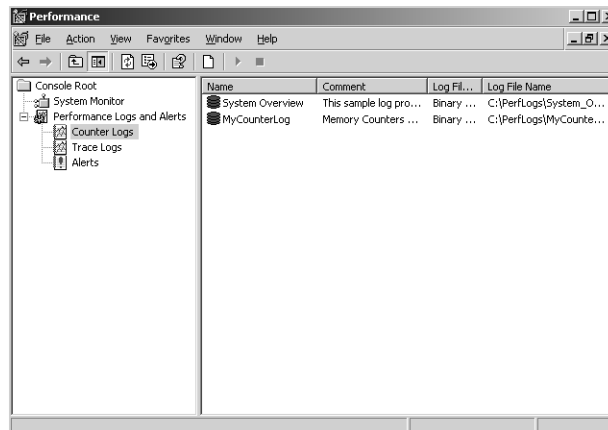 Performance
File Action View Favorites Window Help
Console Root
System Monitor
Performance Logs and Alerts
Counter Logs
Trace Logs
Alerts
Name Comment Log Fil... Log File Name
System Overview This sample log pro... Binary ... C:\PerfLogs\System_O...
MyCounterLog Memory Counters ... Binary ... C:\PerfLogs\MyCounte...